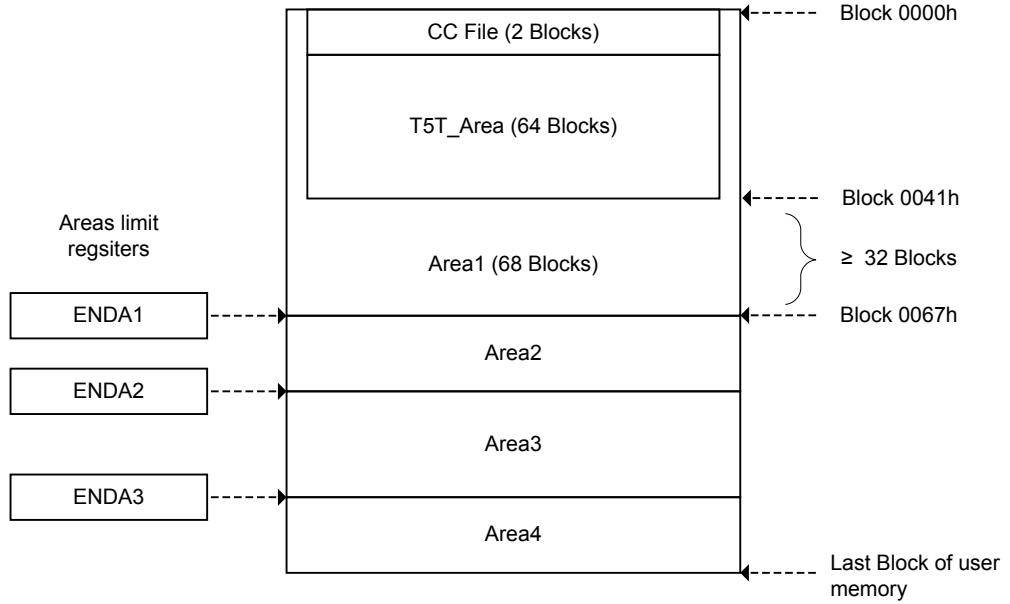 Block 0000h
CC File (2 Blocks)
T5T_Area (64 Blocks)
Block 0041h
Areas limit
regsiters
Area1 (68 Blocks)
≥ 32 Blocks
ENDA1
Block 0067h
Area2
ENDA2
Area3
ENDA3
Area4
Last Block of user
memory